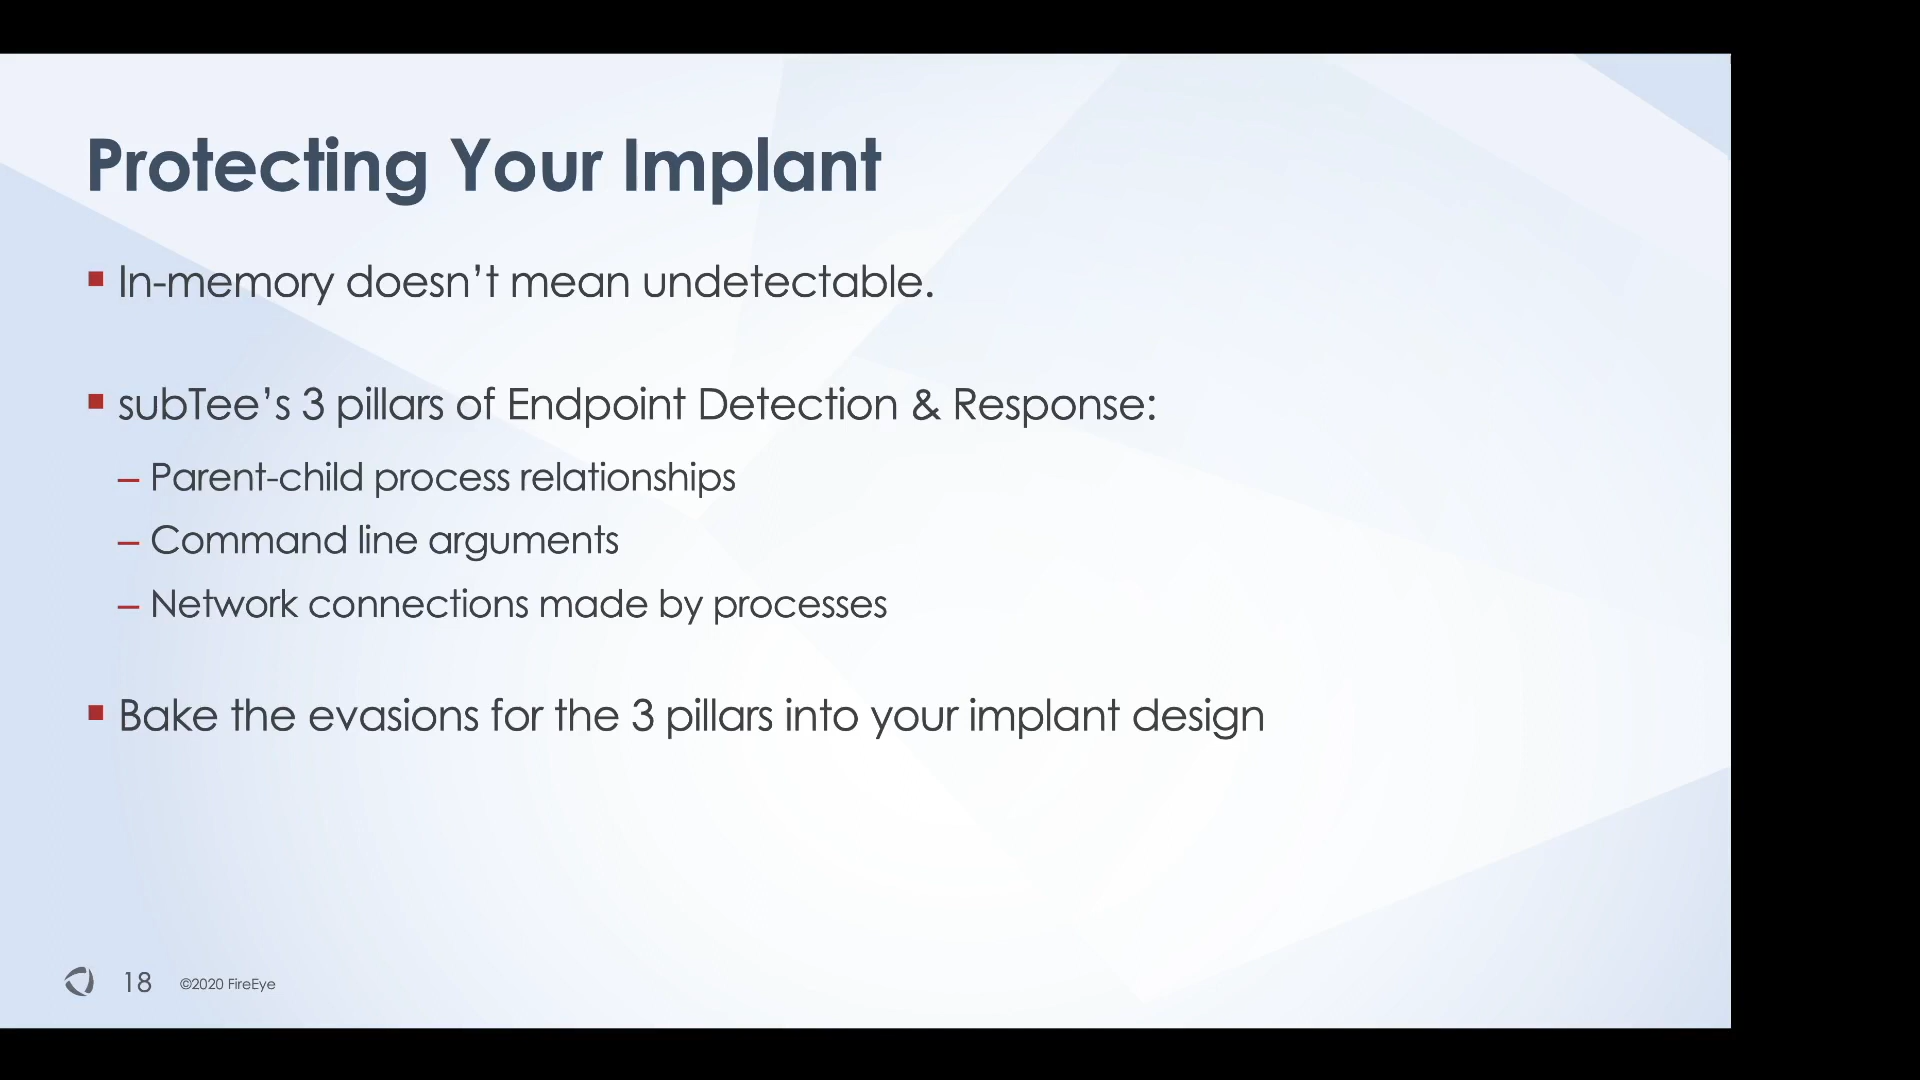 Protecting Your Implant
In-memory doesn’t mean undetectable.
subTee’s 3 pillars of Endpoint Detection & Response:
– Parent-child process relationships
– Command line arguments
– Network connections made by processes
Bake the evasions for the 3 pillars into your implant design
18 ©2020 FireEye